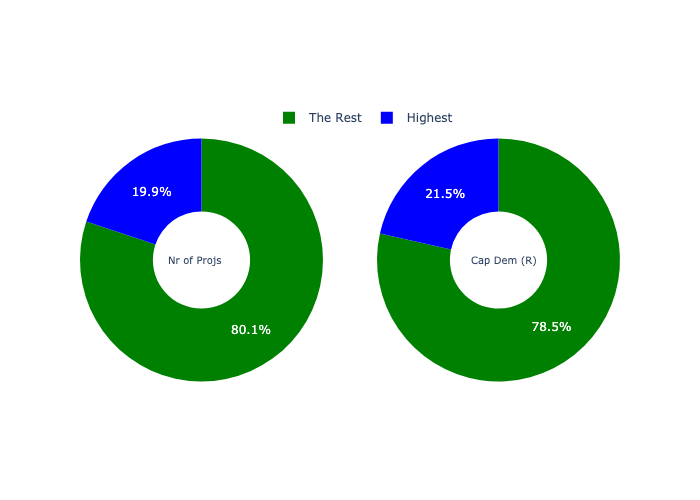 The Rest Highest
19.9%
Nr of Projs
80.1%
21.5%
Cap Dem (R)
78.5%